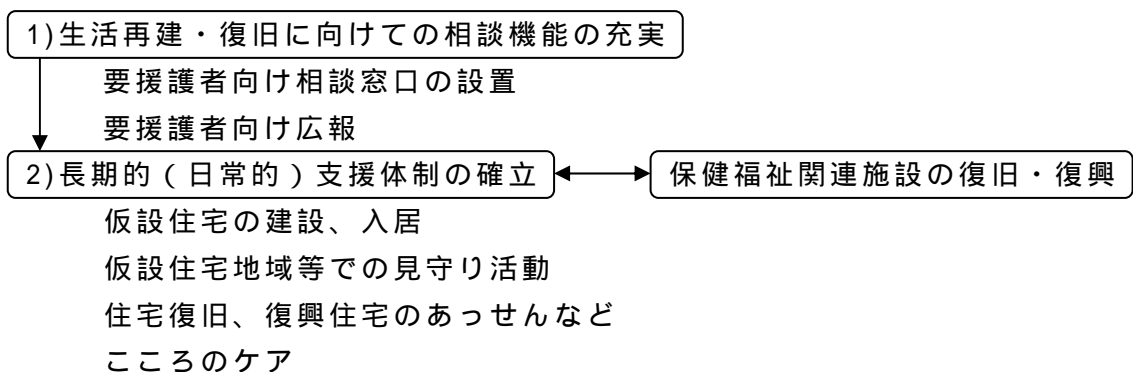 1)生活再建・復旧に向けての相談機能の充実
要援護者向け相談窓口の設置
要援護者向け広報
2)長期的（日常的）支援体制の確立
保健福祉関連施設の復旧・復興
仮設住宅の建設、入居
仮設住宅地域等での見守り活動
住宅復旧、復興住宅のあっせんなど
こころのケア